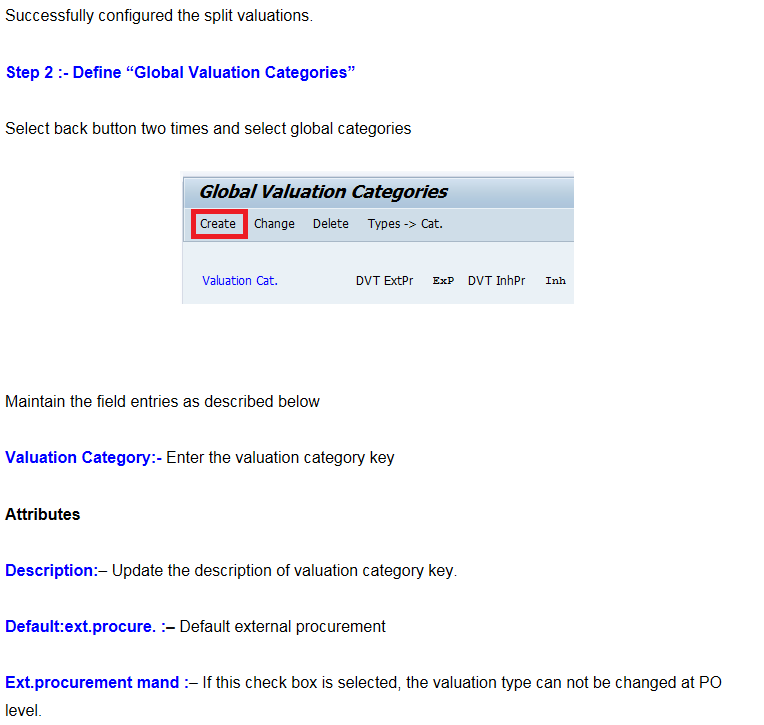 Successfully configured the split valuations.
Step 2 :- Define “Global Valuation Categories”
Select back button two times and select global categories
Global Valuation Categories
Create Change Delete Types -> Cat.
Valuation Cat. DVT ExtPr ExP DVT InhPr Inh
Maintain the field entries as described below
Valuation Category:- Enter the valuation category key
Attributes
Description:– Update the description of valuation category key.
Default:ext.procure. :– Default external procurement
Ext.procurement mand :– If this check box is selected, the valuation type can not be changed at PO
level.